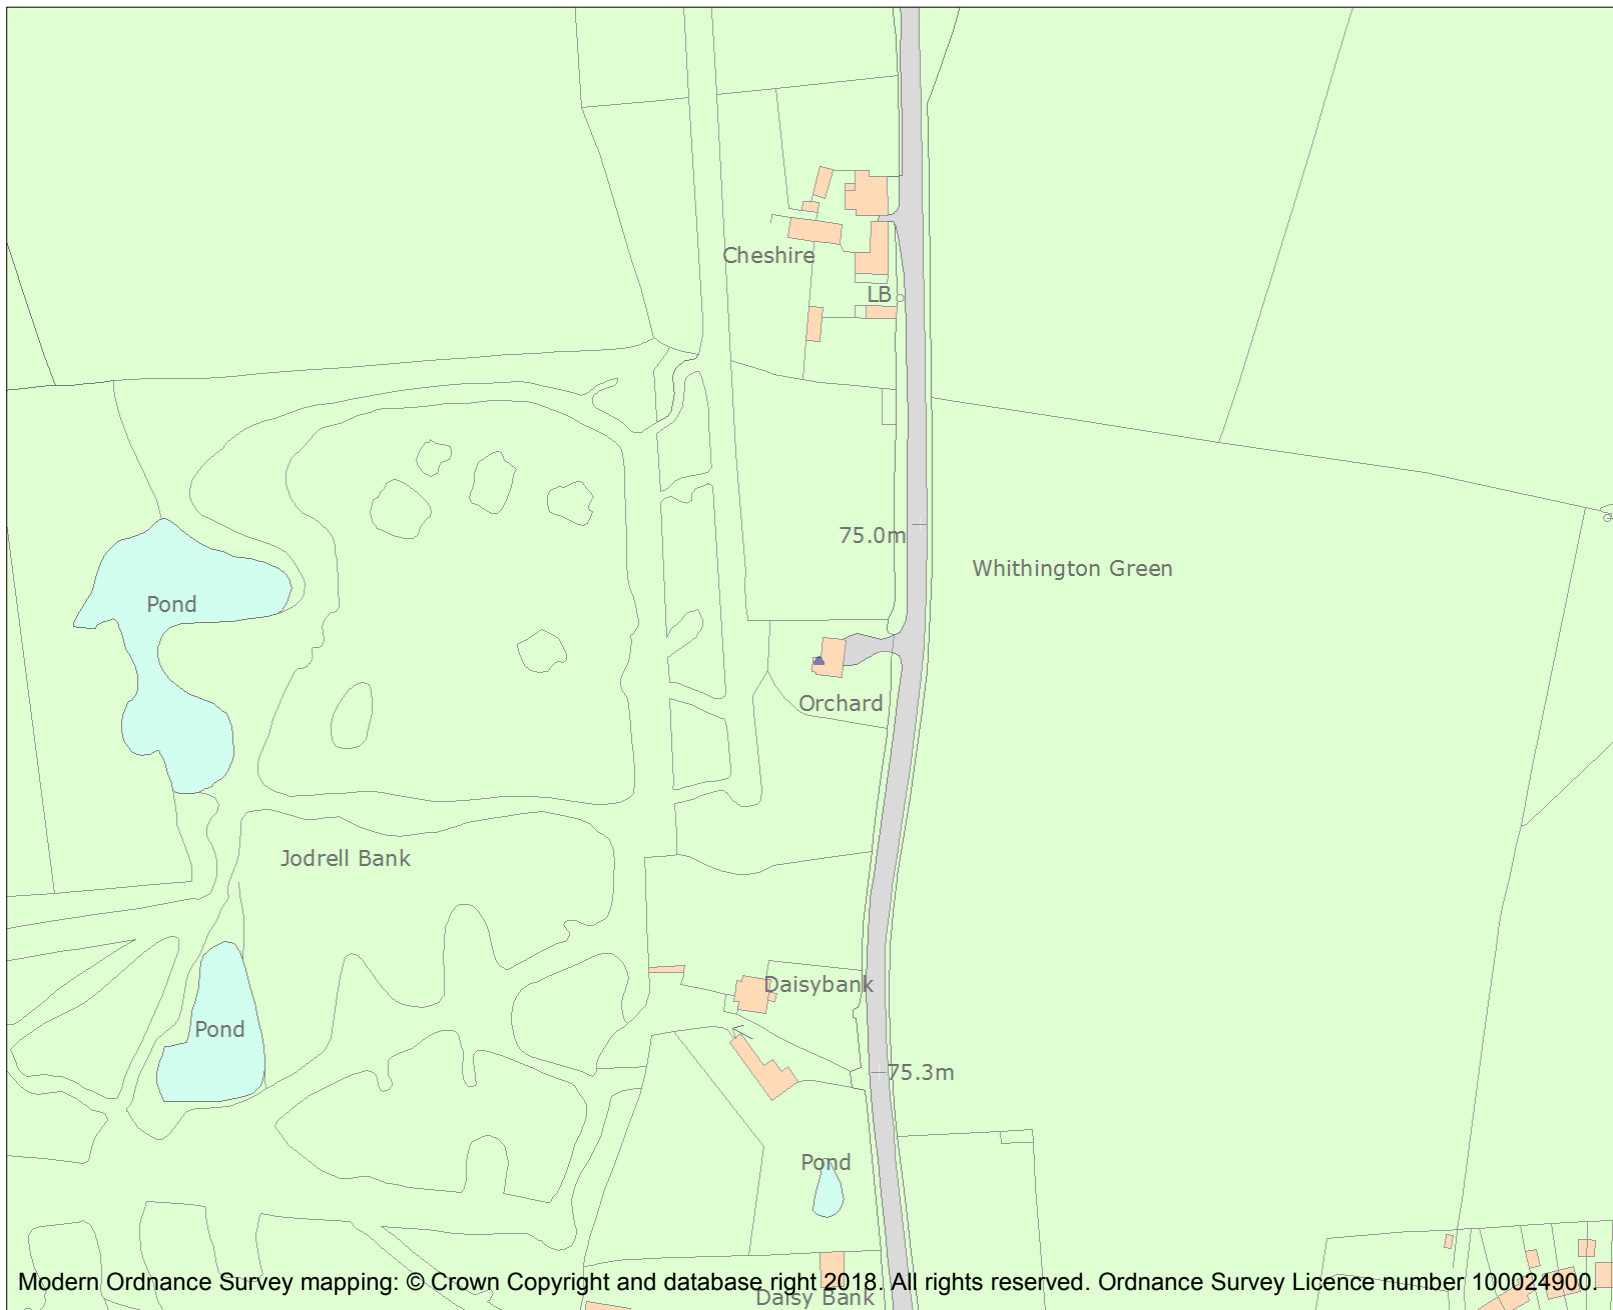 Cheshire
LB
75.0m
Whithington Green
Pond
Orchard
Jodrell Bank
Daisybank
Pond
75.3m
Pond
Modern Ordnance Survey mapping: © Crown Copyright and database right 2018. All rights reserved. Ordnance Survey Licence number 100024900.
Daisy Bank